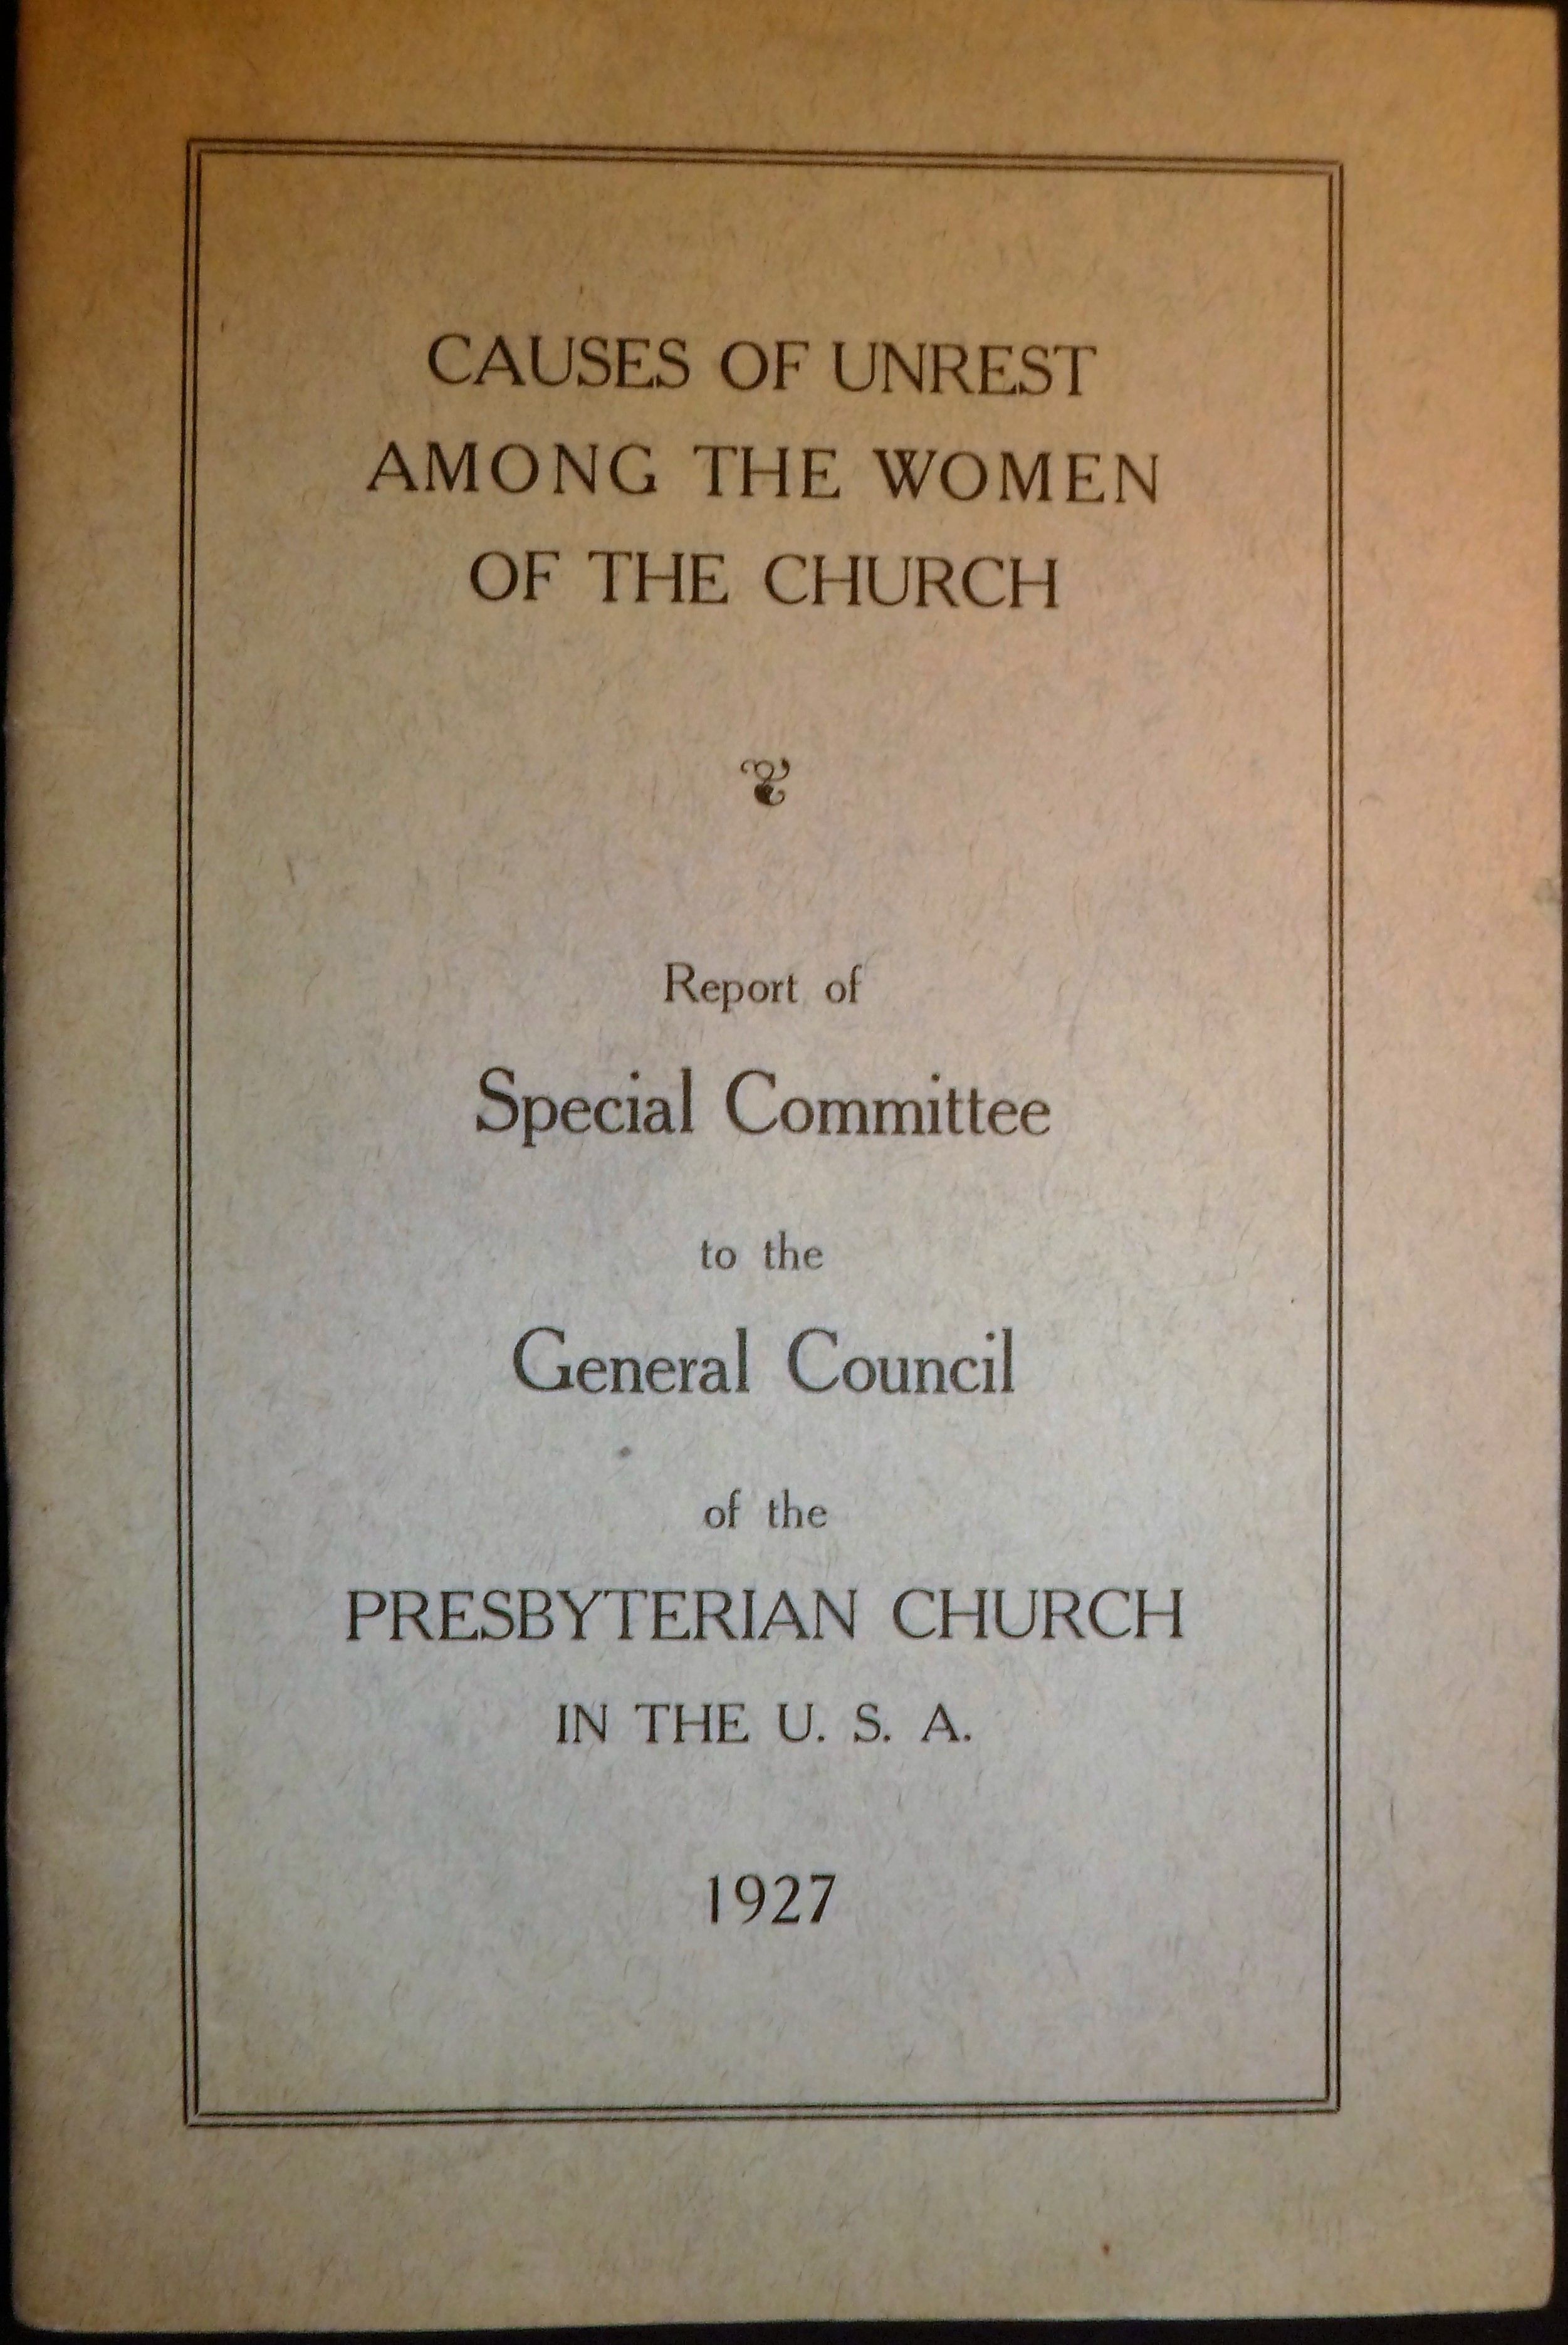 CAUSES OF UNREST
AMONG THE WOMEN
OF THE CHURCH
Report of
Special Committee
to the
General Council
of the
PRESBYTERIAN CHURCH
IN THE U. S. A.
1927